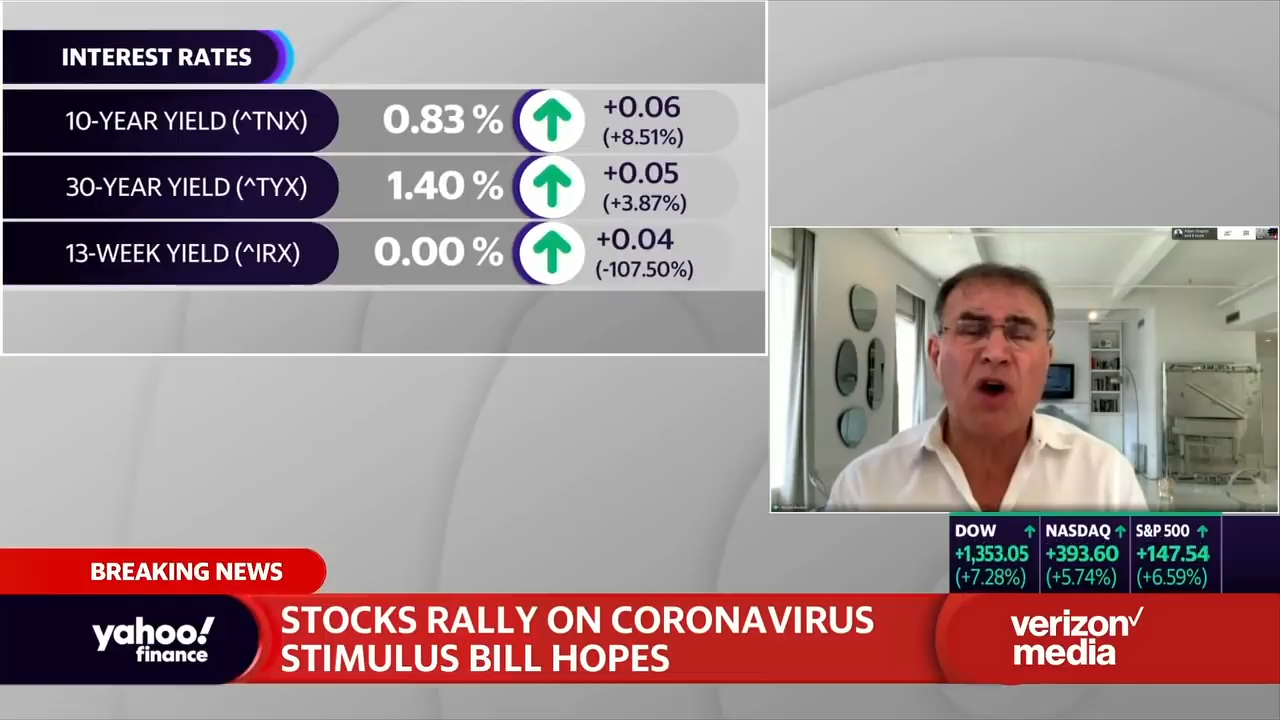 INTEREST RATES
10-YEAR YIELD (^TNX) 0.83 % +0.06
(+8.51%)
30-YEAR YIELD (^TYX) 1.40 % +0.05
(+3.87%)
13-WEEK YIELD (^IRX) 0.00 % +0.04
(-107.50%)
DOW NASDAQ S&P 500
+1,353.05 +393.60 +147.54
(+7.28%) (+5.74%) (+6.59%)
BREAKING NEWS
yahoo!
finance
STOCKS RALLY ON CORONAVIRUS
STIMULUS BILL HOPES
verizon
media